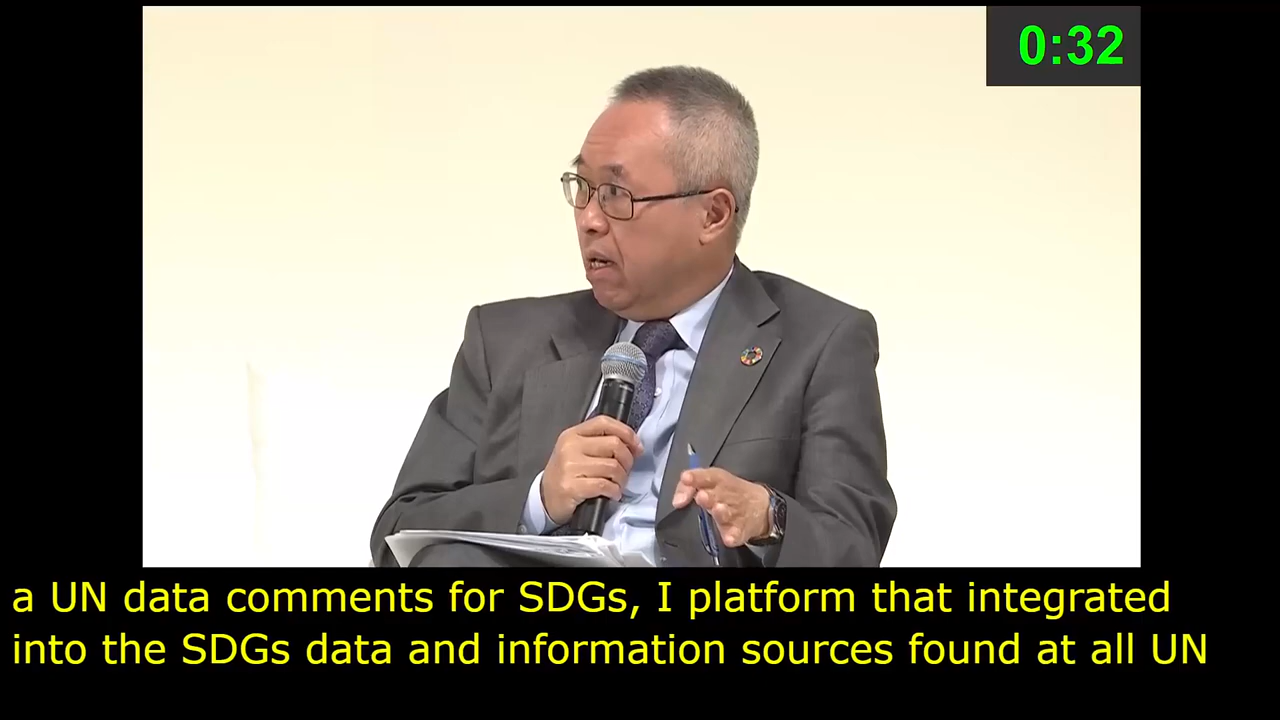 0:32
a UN data comments for SDGs, I platform that integrated
into the SDGs data and information sources found at all UN